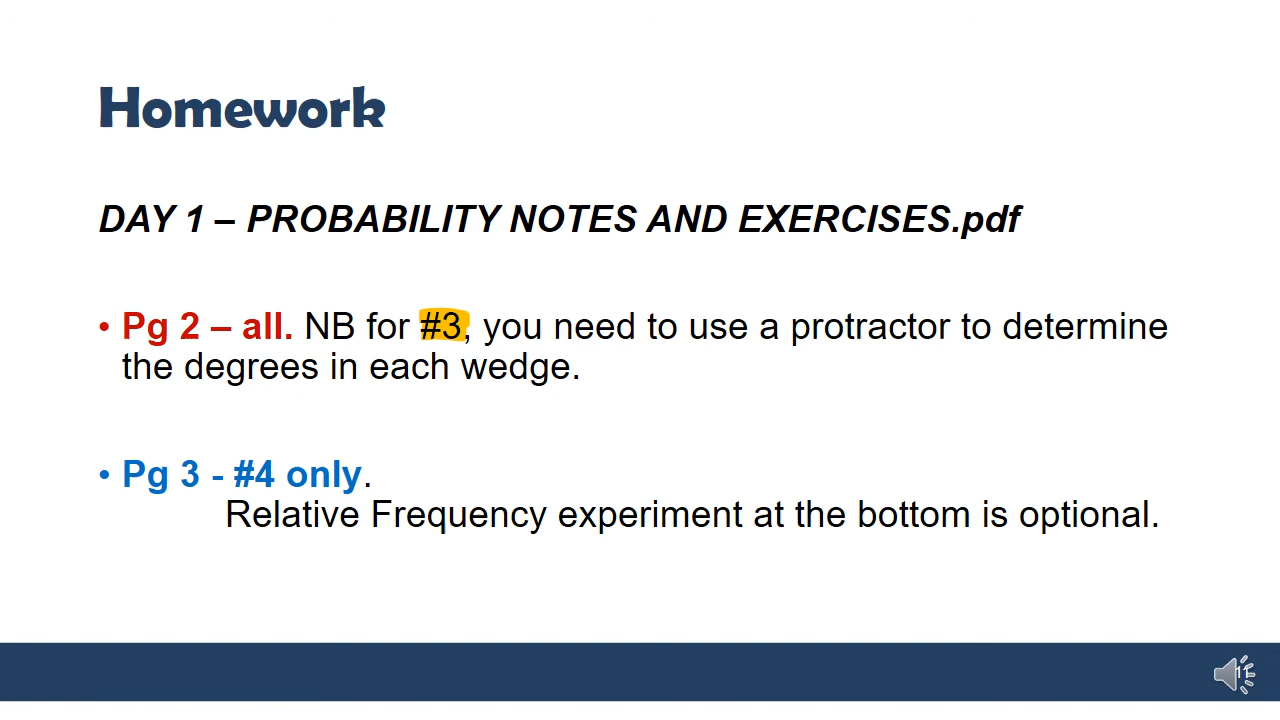 Homework
DAY 1 – PROBABILITY NOTES AND EXERCISES.pdf
• Pg 2 – all. NB for #3, you need to use a protractor to determine
the degrees in each wedge.
• Pg 3 - #4 only.
Relative Frequency experiment at the bottom is optional.
11